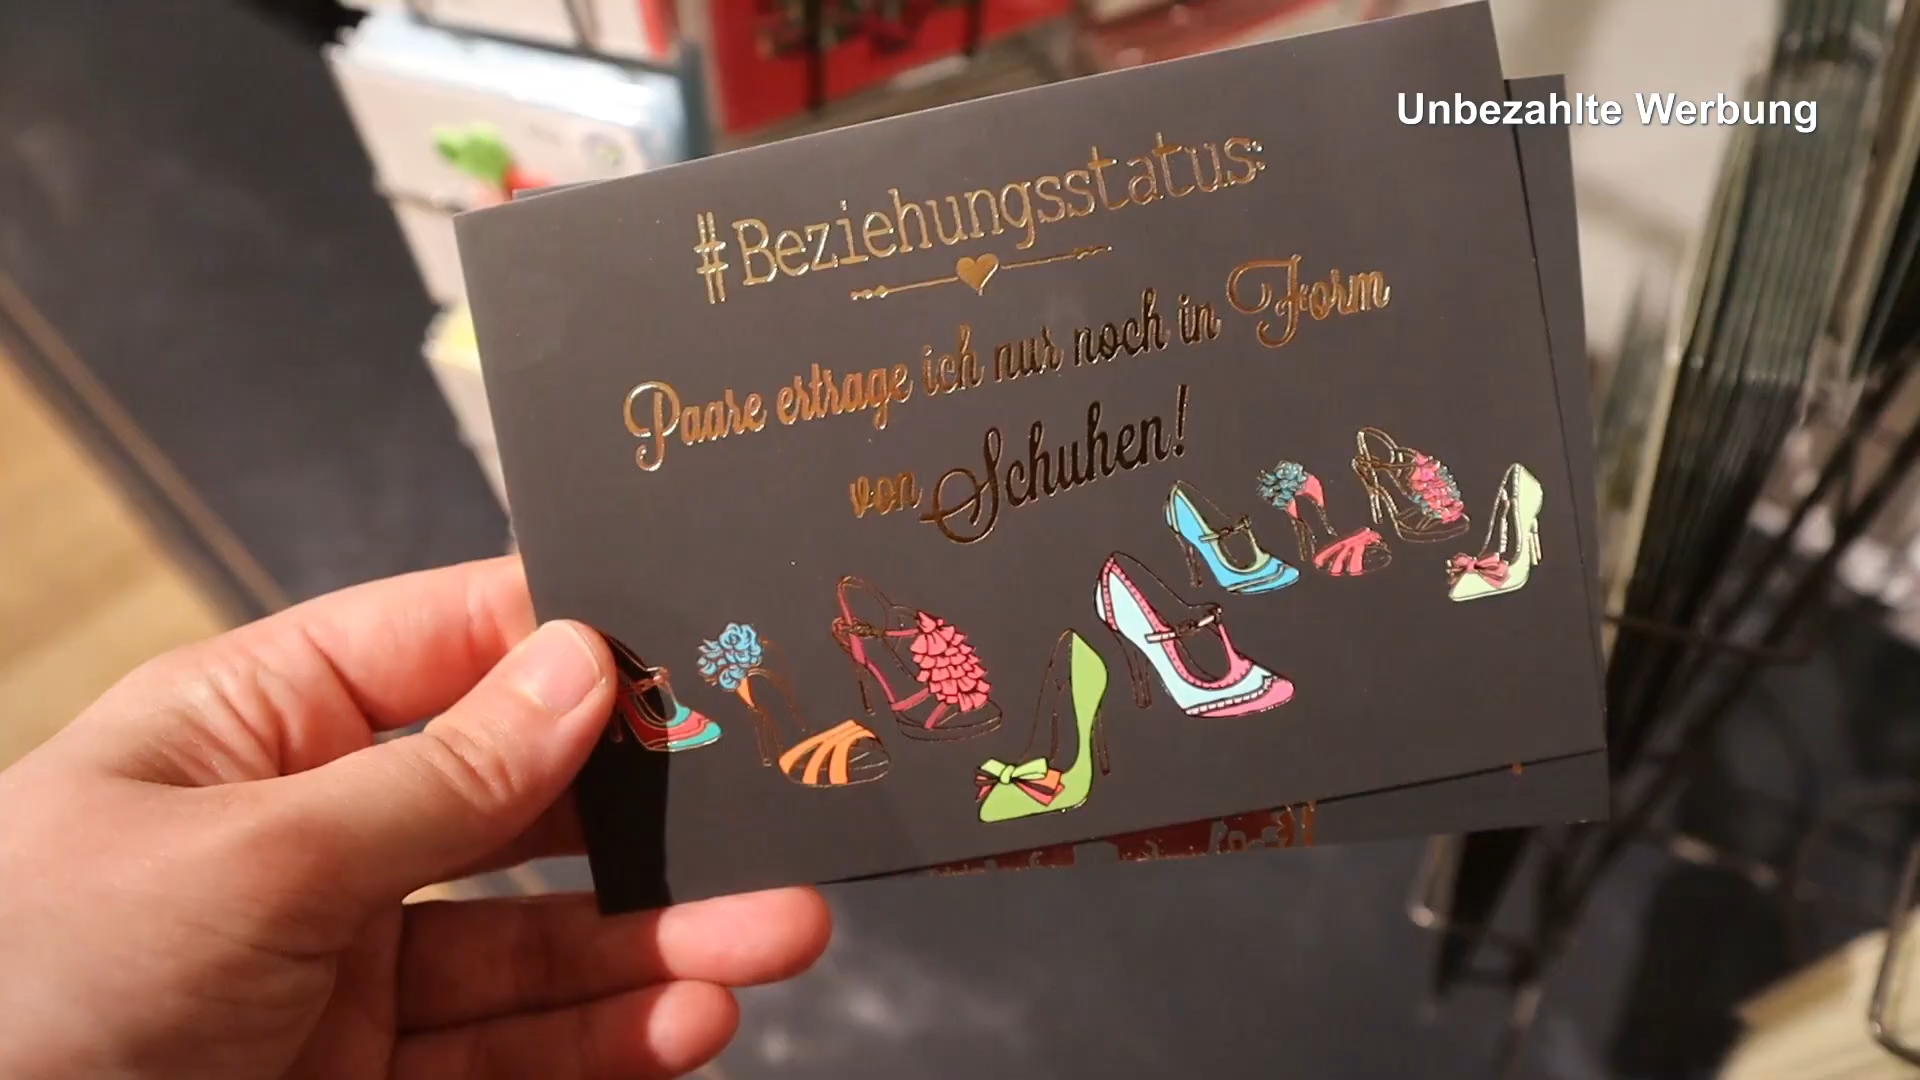 Unbezahlte Werbung
#Beziehungsstatus:
Paare ertrage ich nur noch in Form
von Schuhen!